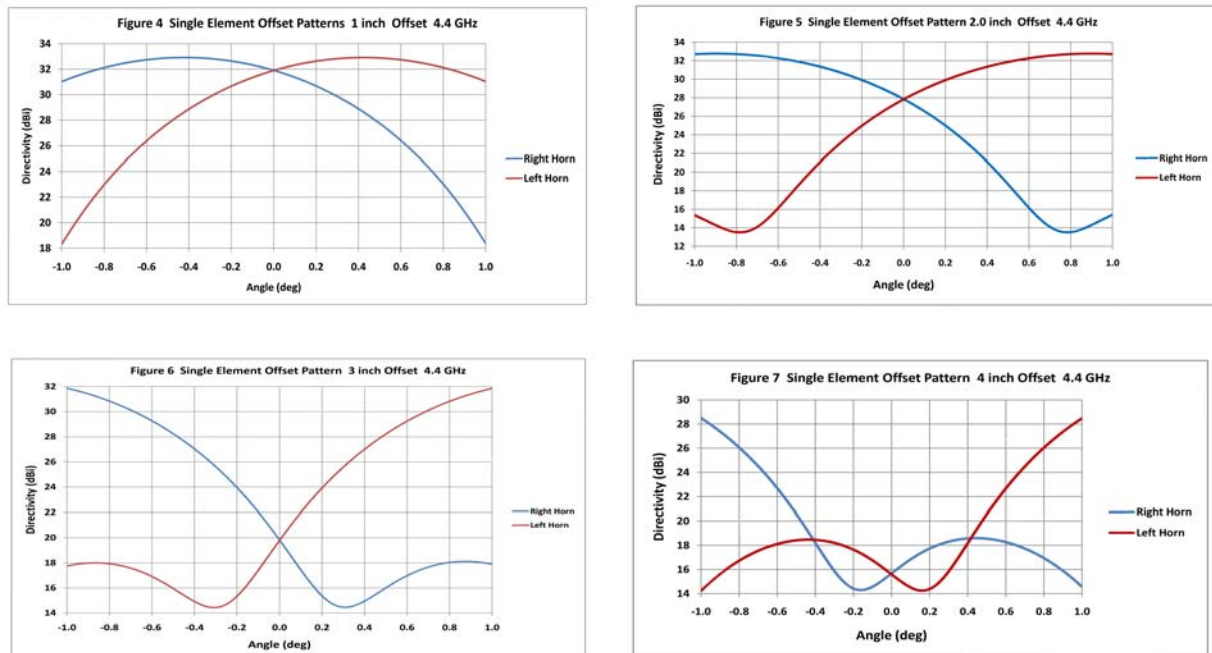 Figure 4 Single Element Offset Patterns 1 inch Offset 4.4 GHz
34
32
30
28
26
24
22
20
18
Directivity (dBi)
-1.0 -0.8 -0.6 -0.4 -0.2 0.0 0.2 0.4 0.6 0.8 1.0
Angle (deg)
Right Horn
Left Horn
Figure 5 Single Element Offset Pattern 2.0 inch Offset 4.4 GHz
34
32
30
28
26
24
22
20
18
16
14
12
Directivity (dBi)
-1.0 -0.8 -0.6 -0.4 -0.2 0.0 0.2 0.4 0.6 0.8 1.0
Angle (deg)
Right Horn
Left Horn
Figure 6 Single Element Offset Pattern 3 inch Offset 4.4 GHz
32
30
28
26
24
22
20
18
16
14
Directivity (dBi)
-1.0 -0.8 -0.6 -0.4 -0.2 0.0 0.2 0.4 0.6 0.8 1.0
Angle (deg)
Right Horn
Left Horn
Figure 7 Single Element Offset Pattern 4 inch Offset 4.4 GHz
30
28
26
24
22
20
18
16
14
Directivity (dBi)
-1.0 -0.8 -0.6 -0.4 -0.2 0.0 0.2 0.4 0.6 0.8 1.0
Angle (deg)
Right Horn
Left Horn